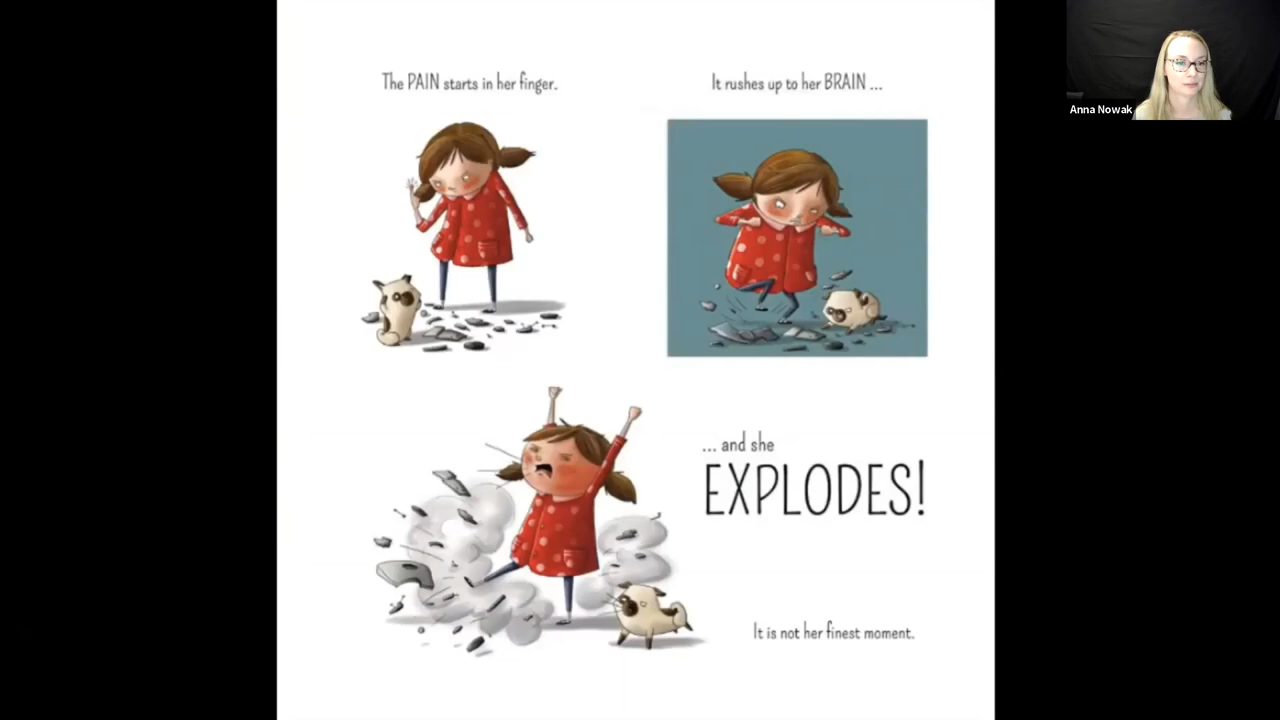 The PAIN starts in her finger.
It rushes up to her BRAIN ...
... and she
EXPLODES!
It is not her finest moment.
Anna Nowak